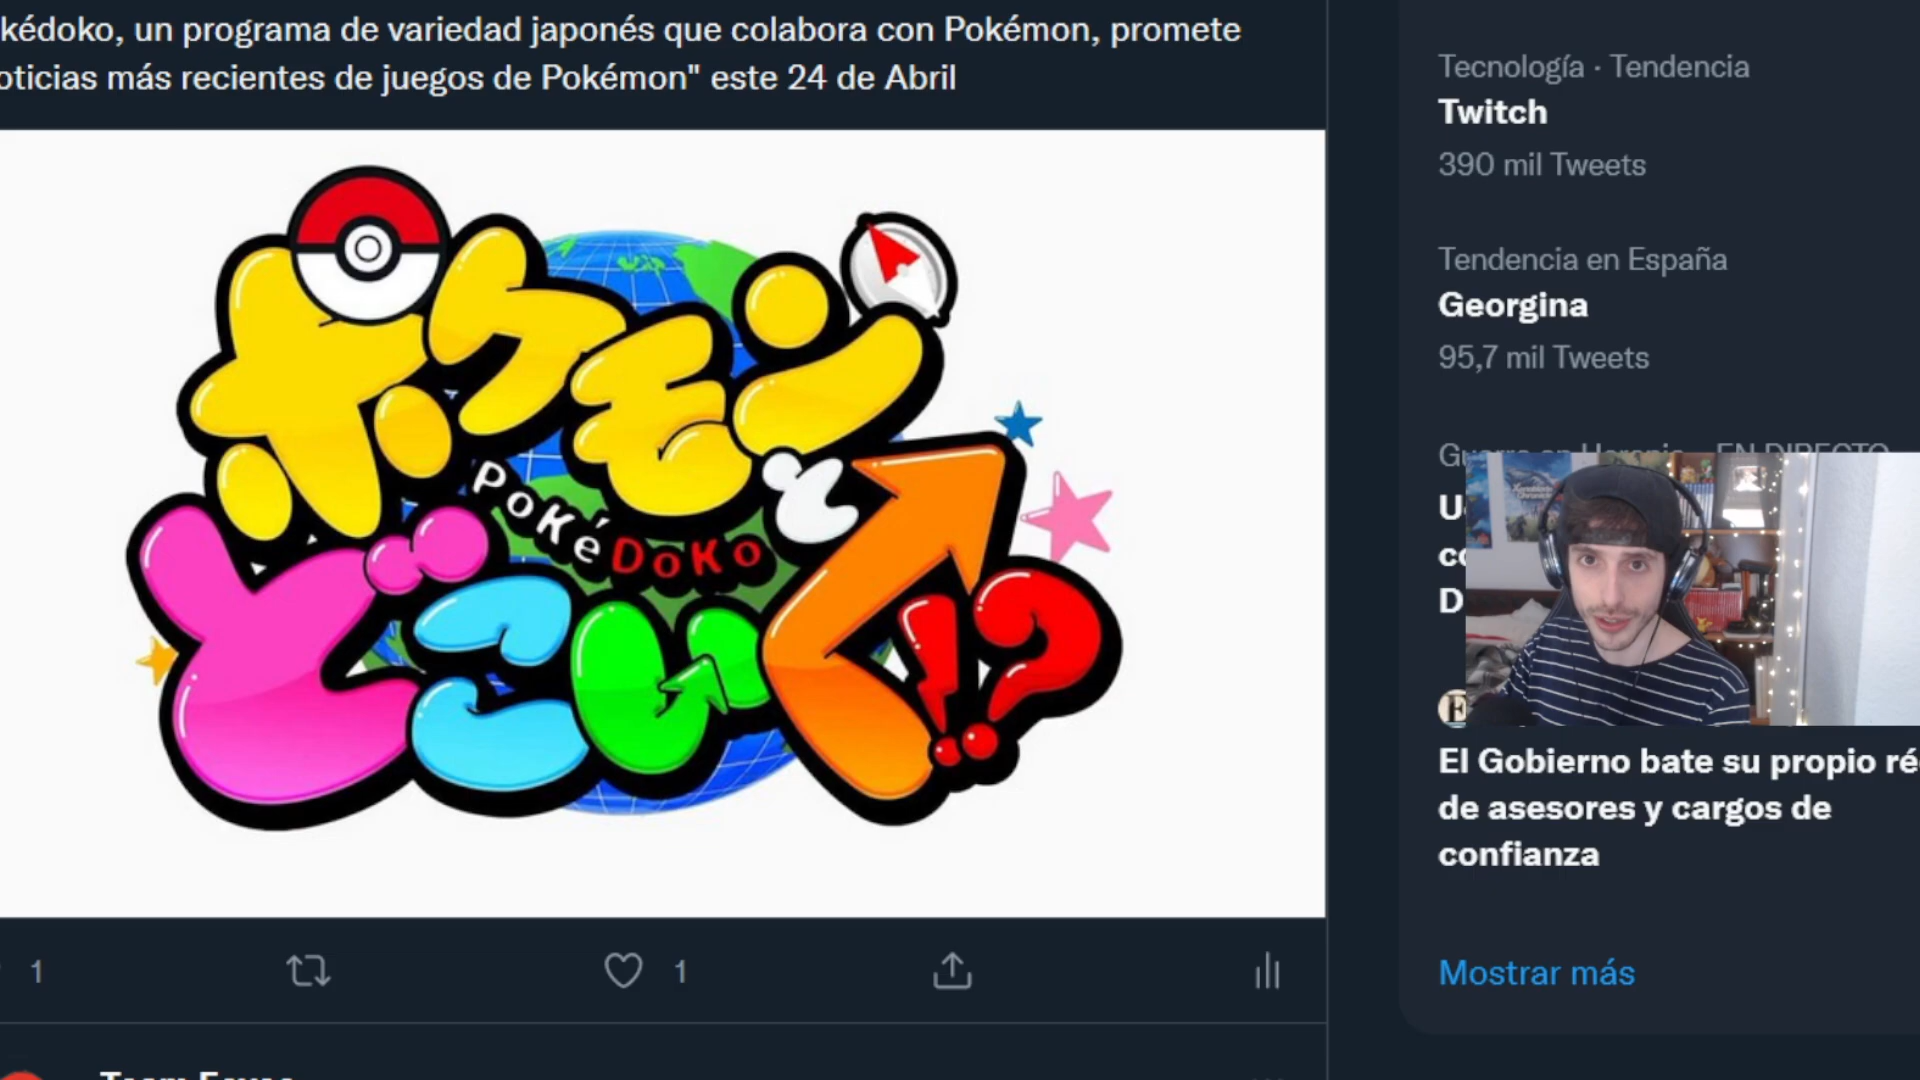 kédoko, un programa de variedad japonés que colabora con Pokémon, promete
oticias más recientes de juegos de Pokémon" este 24 de Abril
ポケモンと
PoKéDoKo
どこいく!?
1
1
Tecnología · Tendencia
Twitch
390 mil Tweets
Tendencia en España
Georgina
95,7 mil Tweets
El Gobierno bate su propio ré
de asesores y cargos de
confianza
Mostrar más